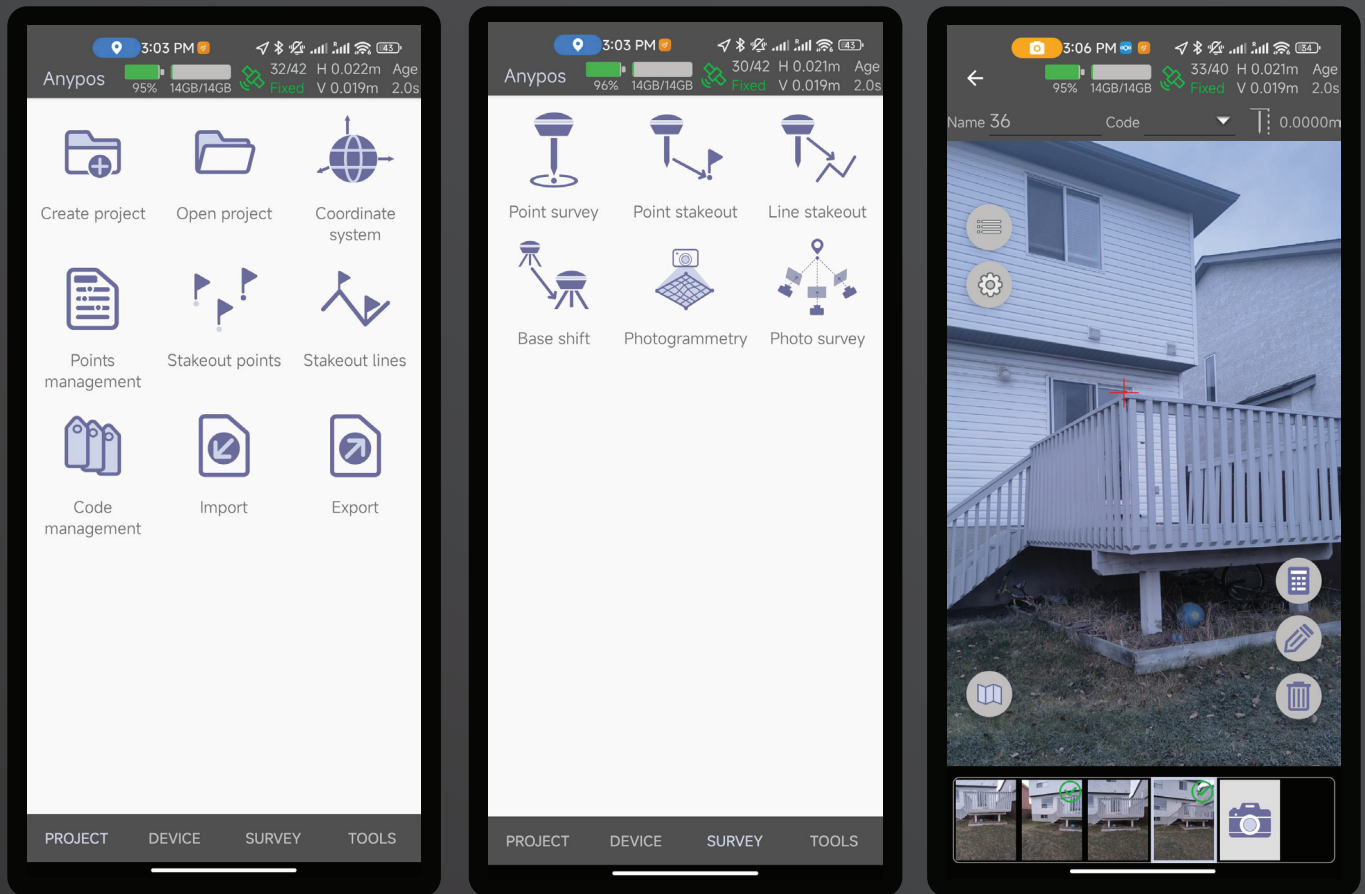 3:03 PM
43
Anypos
95%
14GB/14GB
32/42
Fixed
H 0.022m
V 0.019m
Age
2.0s
Create project
Open project
Coordinate
system
Points
management
Stakeout points
Stakeout lines
Code
management
Import
Export
PROJECT
DEVICE
SURVEY
TOOLS
3:03 PM
43
Anypos
96%
14GB/14GB
30/42
Fixed
H 0.021m
V 0.019m
Age
2.0s
Point survey
Point stakeout
Line stakeout
Base shift
Photogrammetry
Photo survey
PROJECT
DEVICE
SURVEY
TOOLS
3:06 PM
34
95%
14GB/14GB
33/40
Fixed
H 0.021m
V 0.019m
Age
2.0s
Name 36
Code
0.0000m